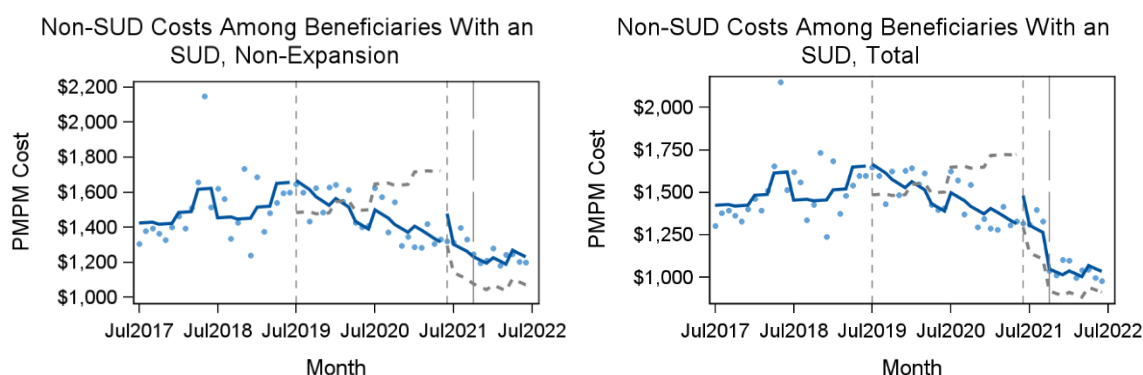 Non-SUD Costs Among Beneficiaries With an
SUD, Non-Expansion
$2,200
$2,000
$1,800
$1,600
$1,400
$1,200
$1,000
PMPM Cost
Jul2017 Jul2018 Jul2019 Jul2020 Jul2021 Jul2022
Month
Non-SUD Costs Among Beneficiaries With an
SUD, Total
$2,000
$1,750
$1,500
$1,250
$1,000
PMPM Cost
Jul2017 Jul2018 Jul2019 Jul2020 Jul2021 Jul2022
Month